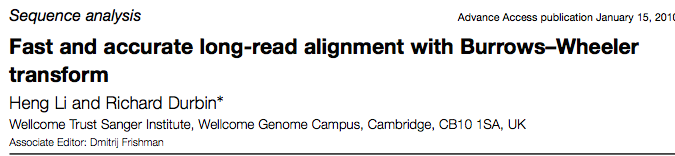 Sequence analysis
Advance Access publication January 15, 2010
Fast and accurate long-read alignment with Burrows–Wheeler
transform
Heng Li and Richard Durbin*
Wellcome Trust Sanger Institute, Wellcome Genome Campus, Cambridge, CB10 1SA, UK
Associate Editor: Dmitrij Frishman